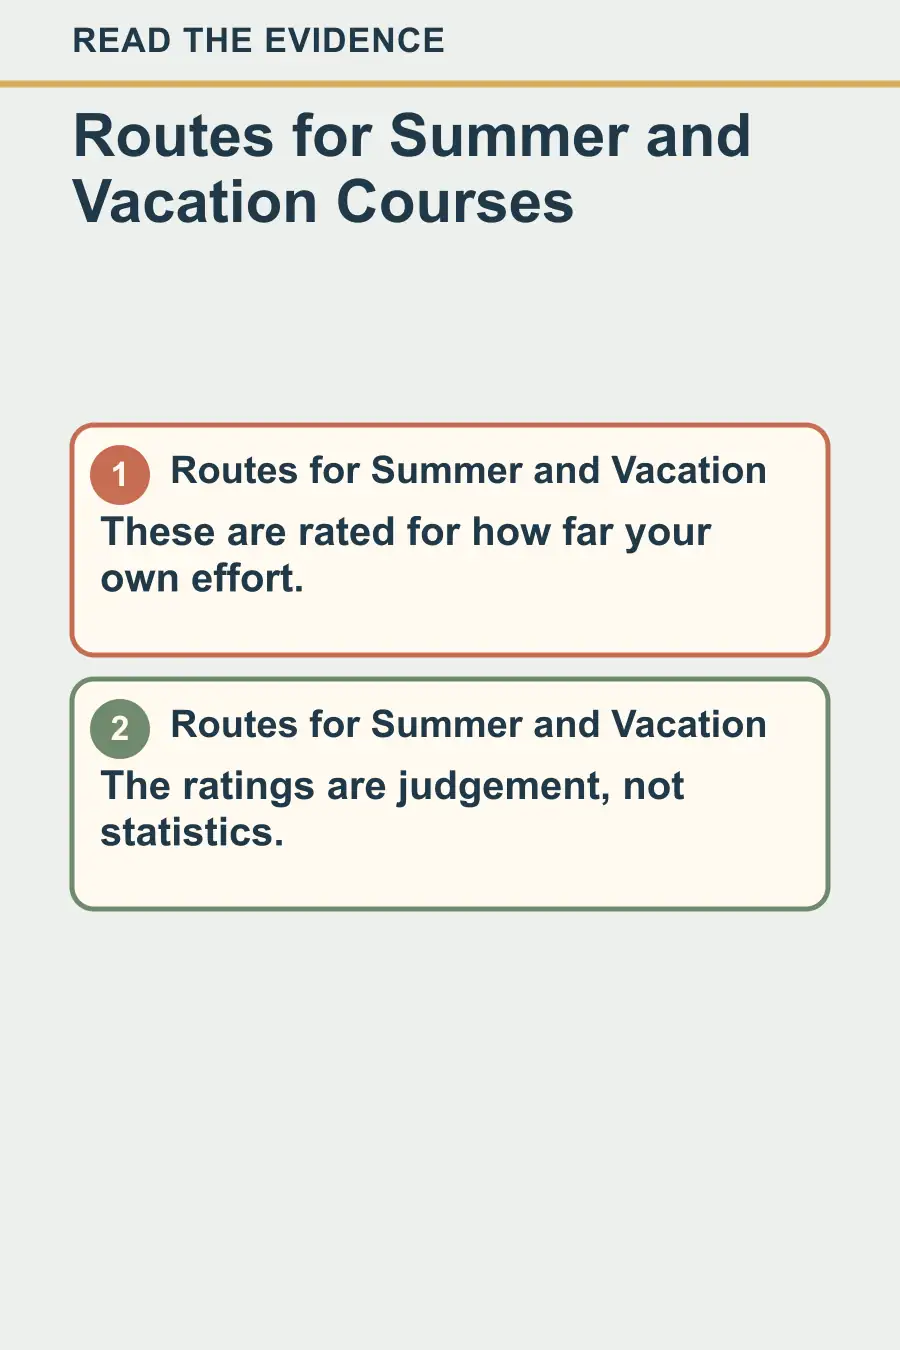 READ THE EVIDENCE
Routes for Summer and
Vacation Courses
1 Routes for Summer and Vacation
These are rated for how far your
own effort.
2 Routes for Summer and Vacation
The ratings are judgement, not
statistics.